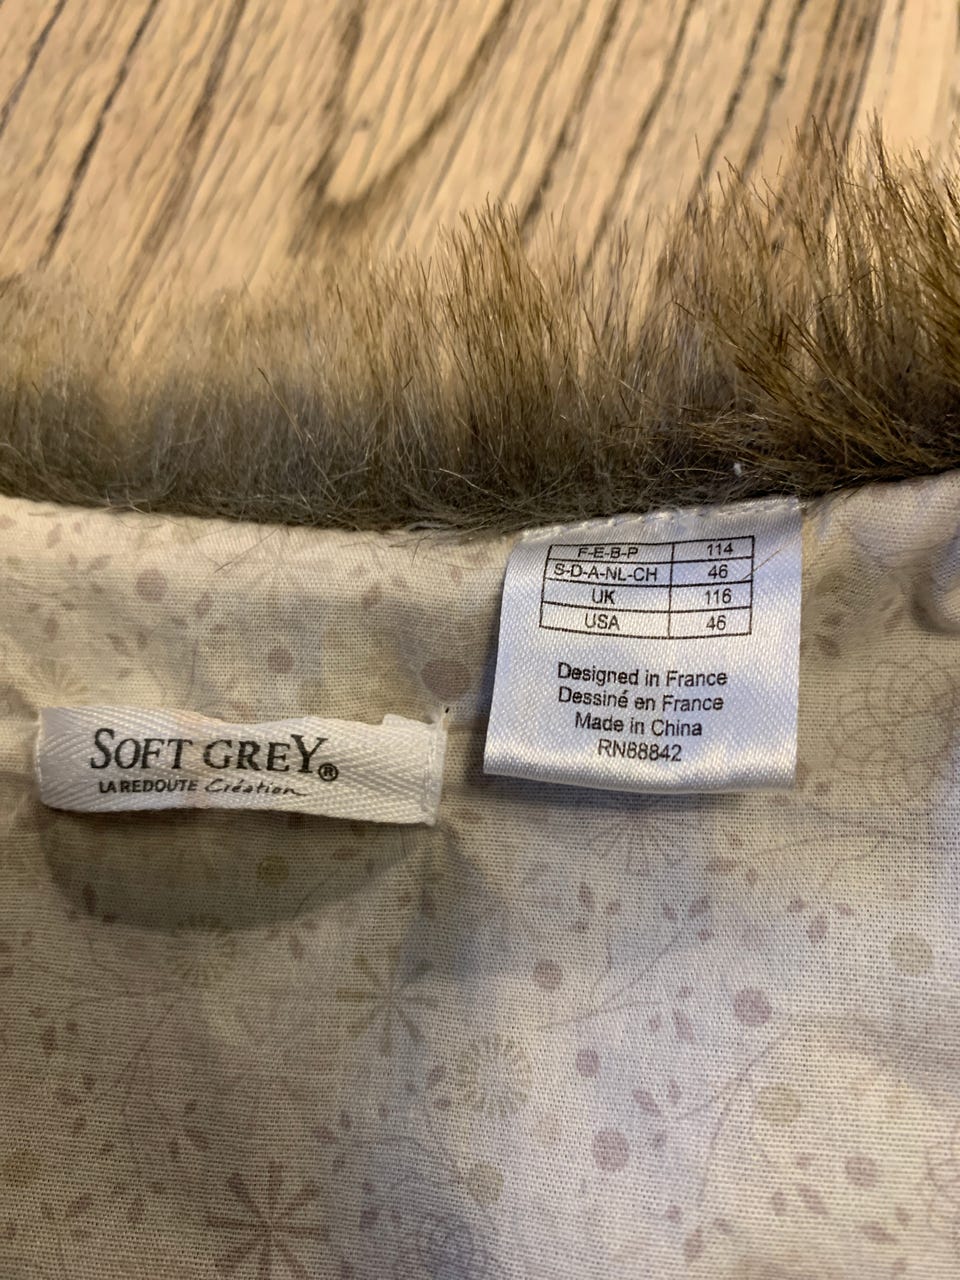 F-E-B-P 114
S-D-A-NL-CH 46
UK 116
USA 46
Designed in France
Dessiné en France
Made in China
RN88842
SOFT GREY®
LA REDOUTE Création